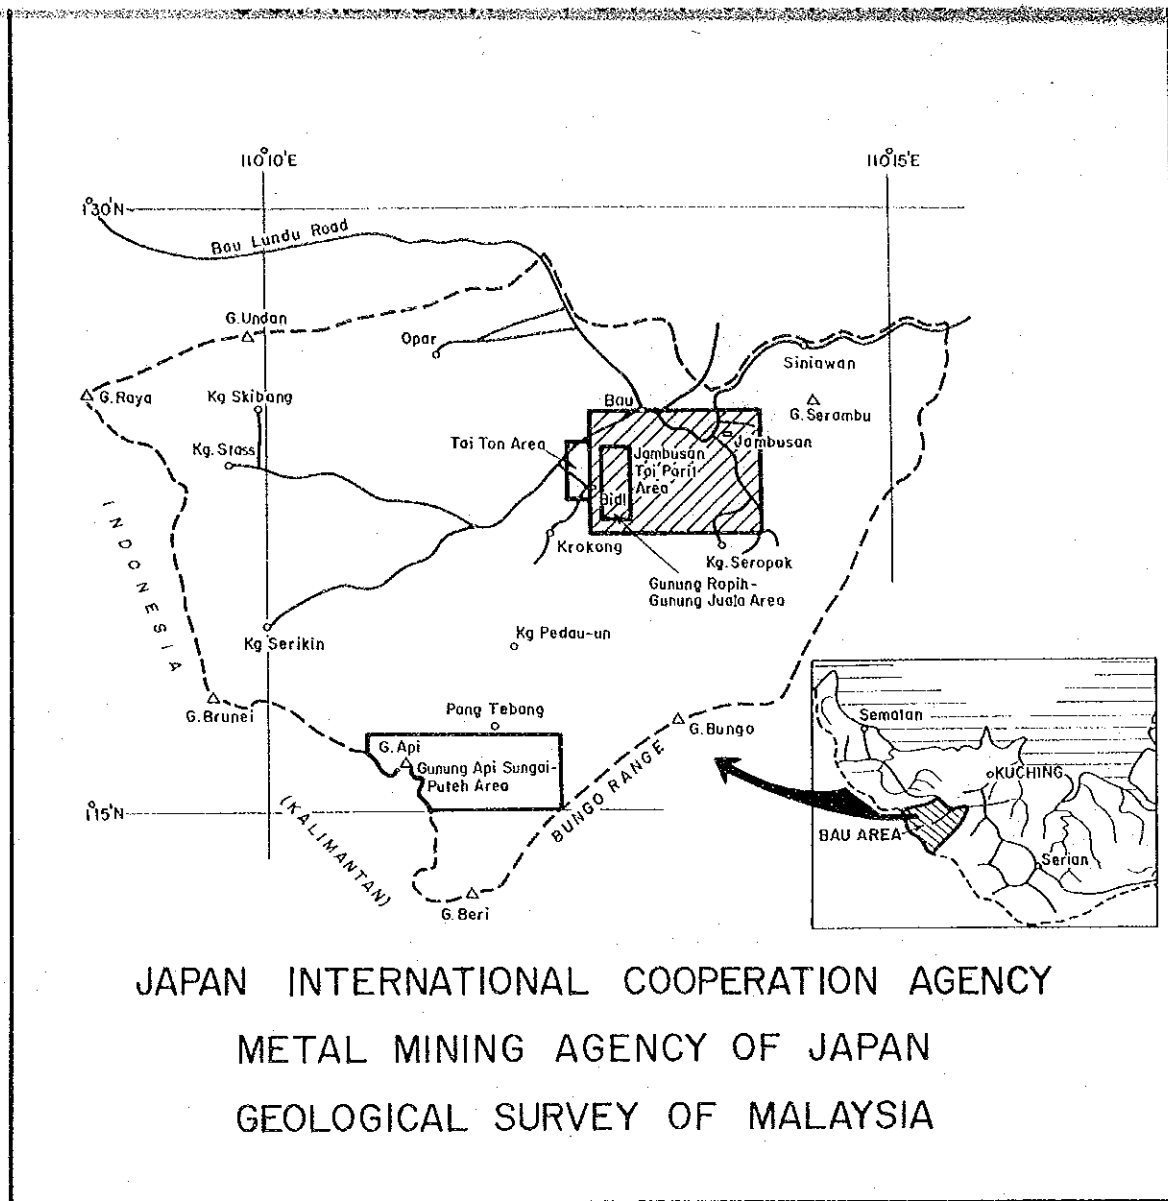 110°10'E
110°15'E
1°30'N
Bau Lundu Road
G.Undan
Opar
Siniawan
G.Raya
Kg Skibang
Bau
G.Serambu
Tai Ton Area
Jambusan
Kg.Stass
Jambusan
Tai Parit
Area
Bidi
INDONESIA
Krokong
Kg.Seropak
Gunung Ropih-
Gunung Juala Area
Kg Pedau-un
Kg Serikin
G.Brunei
Pang Tebang
G.Bungo
G.Api
Gunung Api Sungai-
Puteh Area
BUNGO RANGE
1°15'N
(KALIMANTAN)
G.Beri
Sematan
KUCHING
BAU AREA
Serian
JAPAN INTERNATIONAL COOPERATION AGENCY
METAL MINING AGENCY OF JAPAN
GEOLOGICAL SURVEY OF MALAYSIA